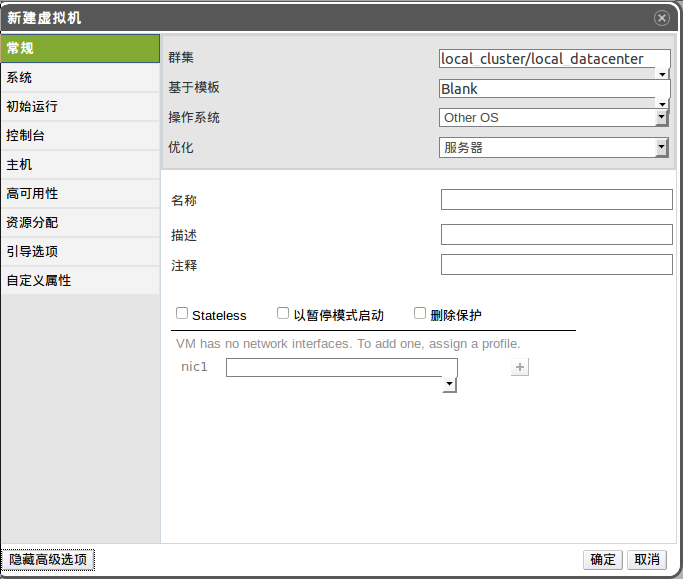 新建虚拟机
常规
系统
初始运行
控制台
主机
高可用性
资源分配
引导选项
自定义属性
群集 local_cluster/local_datacenter
基于模板 Blank
操作系统 Other OS
优化 服务器
名称
描述
注释
Stateless 以暂停模式启动 删除保护
VM has no network interfaces. To add one, assign a profile.
nic1 +
隐藏高级选项 确定 取消